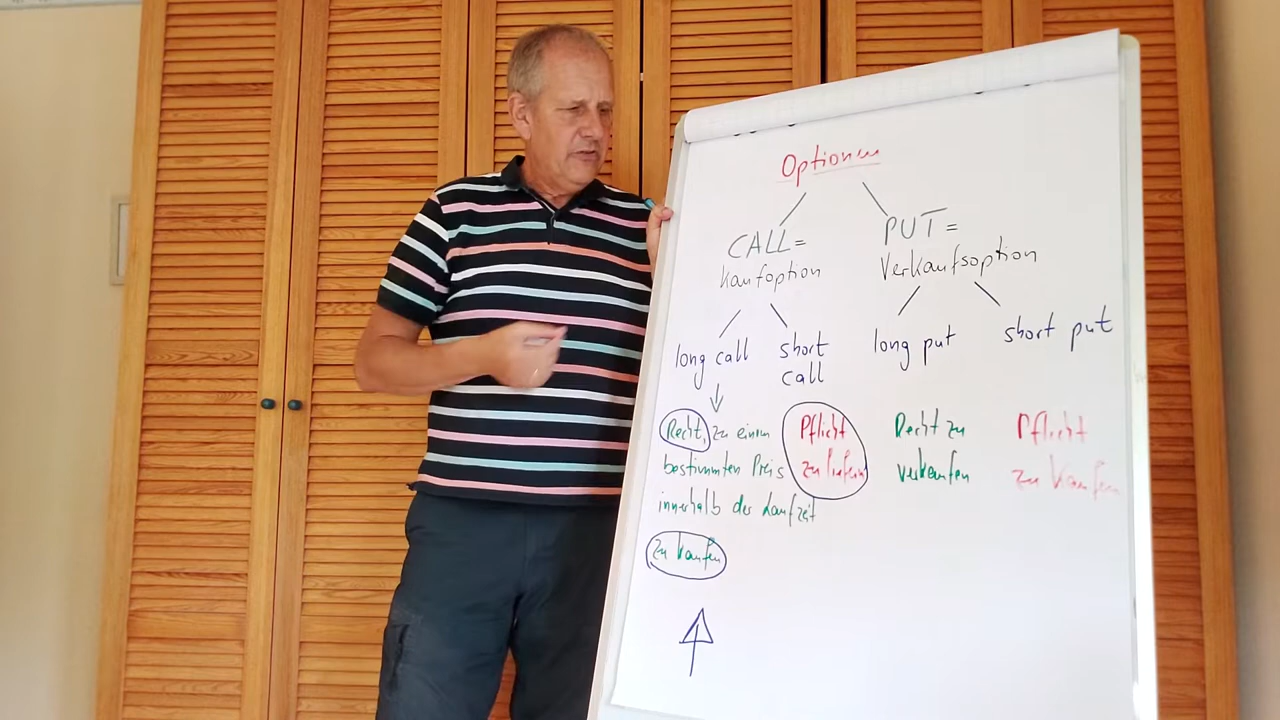 Optionen
CALL =
Kaufoption
PUT =
Verkaufsoption
long call
short
call
long put
short put
Recht, zu einem
bestimmten Preis
innerhalb der Laufzeit
zu kaufen
Pflicht
zu liefern
Recht zu
verkaufen
Pflicht
zu kaufen